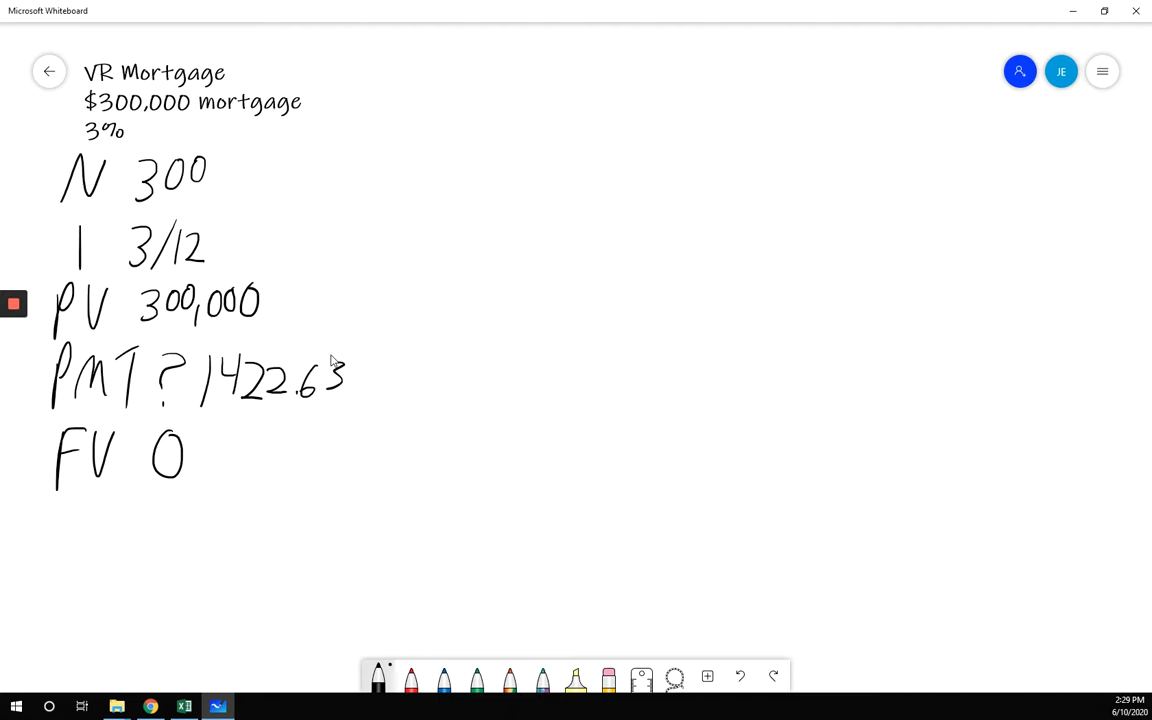 Microsoft Whiteboard
VR Mortgage
$300,000 mortgage
3%
JE
N 300
I 3/12
PV 300,000
PMT ? 1422.63
FV 0
2:29 PM
6/10/2020